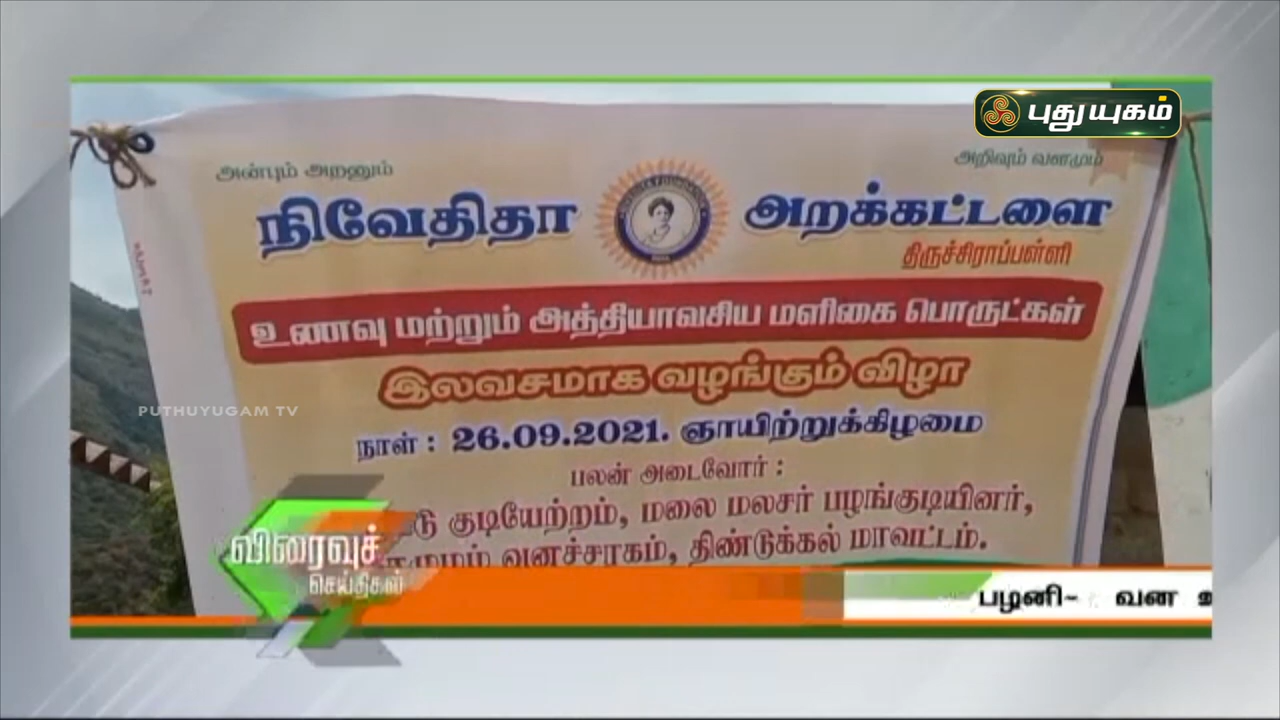 புதுயுகம்
அன்பும் அறனும்
அறிவும் வளமும்
நிவேதிதா அறக்கட்டளை
திருச்சிராப்பள்ளி
உணவு மற்றும் அத்தியாவசிய மளிகை பொருட்கள்
இலவசமாக வழங்கும் விழா
PUTHUYUGAM TV
நாள் : 26.09.2021. ஞாயிற்றுக்கிழமை
பலன் அடைவோர் :
குடியேற்றம், மலை மலசர் பழங்குடியினர்,
வனச்சரகம், திண்டுக்கல் மாவட்டம்.
விரைவுச்
செய்திகள்
பழனி- வன